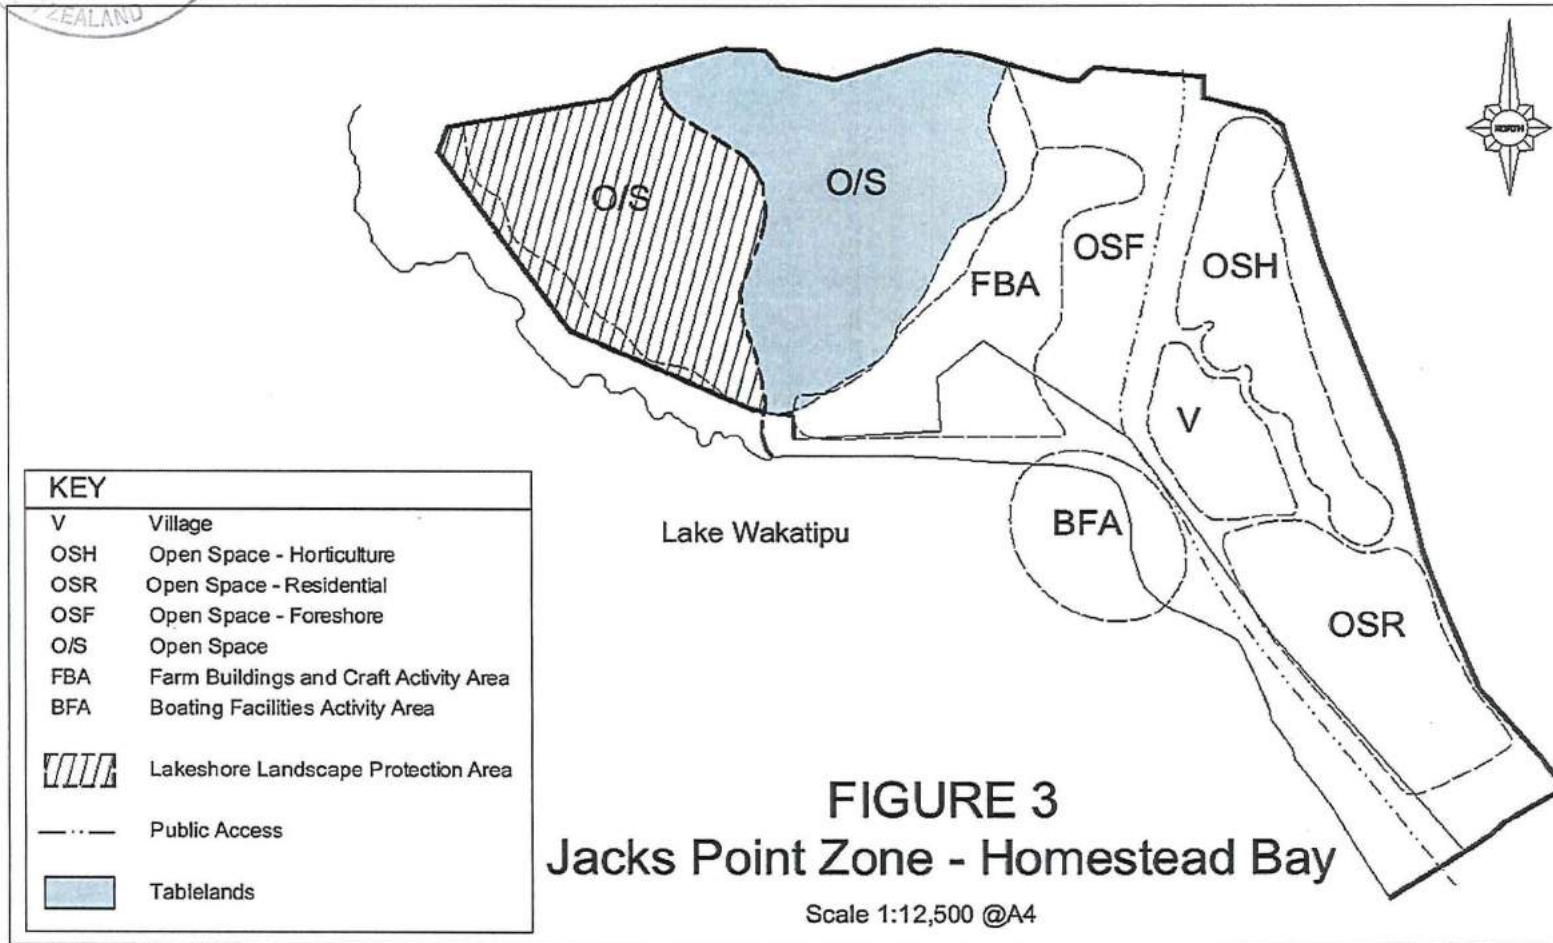 ZEALAND
NORTH
O/S
O/S
OSF
OSH
FBA
V
BFA
OSR
Lake Wakatipu
KEY
V Village
OSH Open Space - Horticulture
OSR Open Space - Residential
OSF Open Space - Foreshore
O/S Open Space
FBA Farm Buildings and Craft Activity Area
BFA Boating Facilities Activity Area
Lakeshore Landscape Protection Area
Public Access
Tablelands
FIGURE 3
Jacks Point Zone - Homestead Bay
Scale 1:12,500 @A4